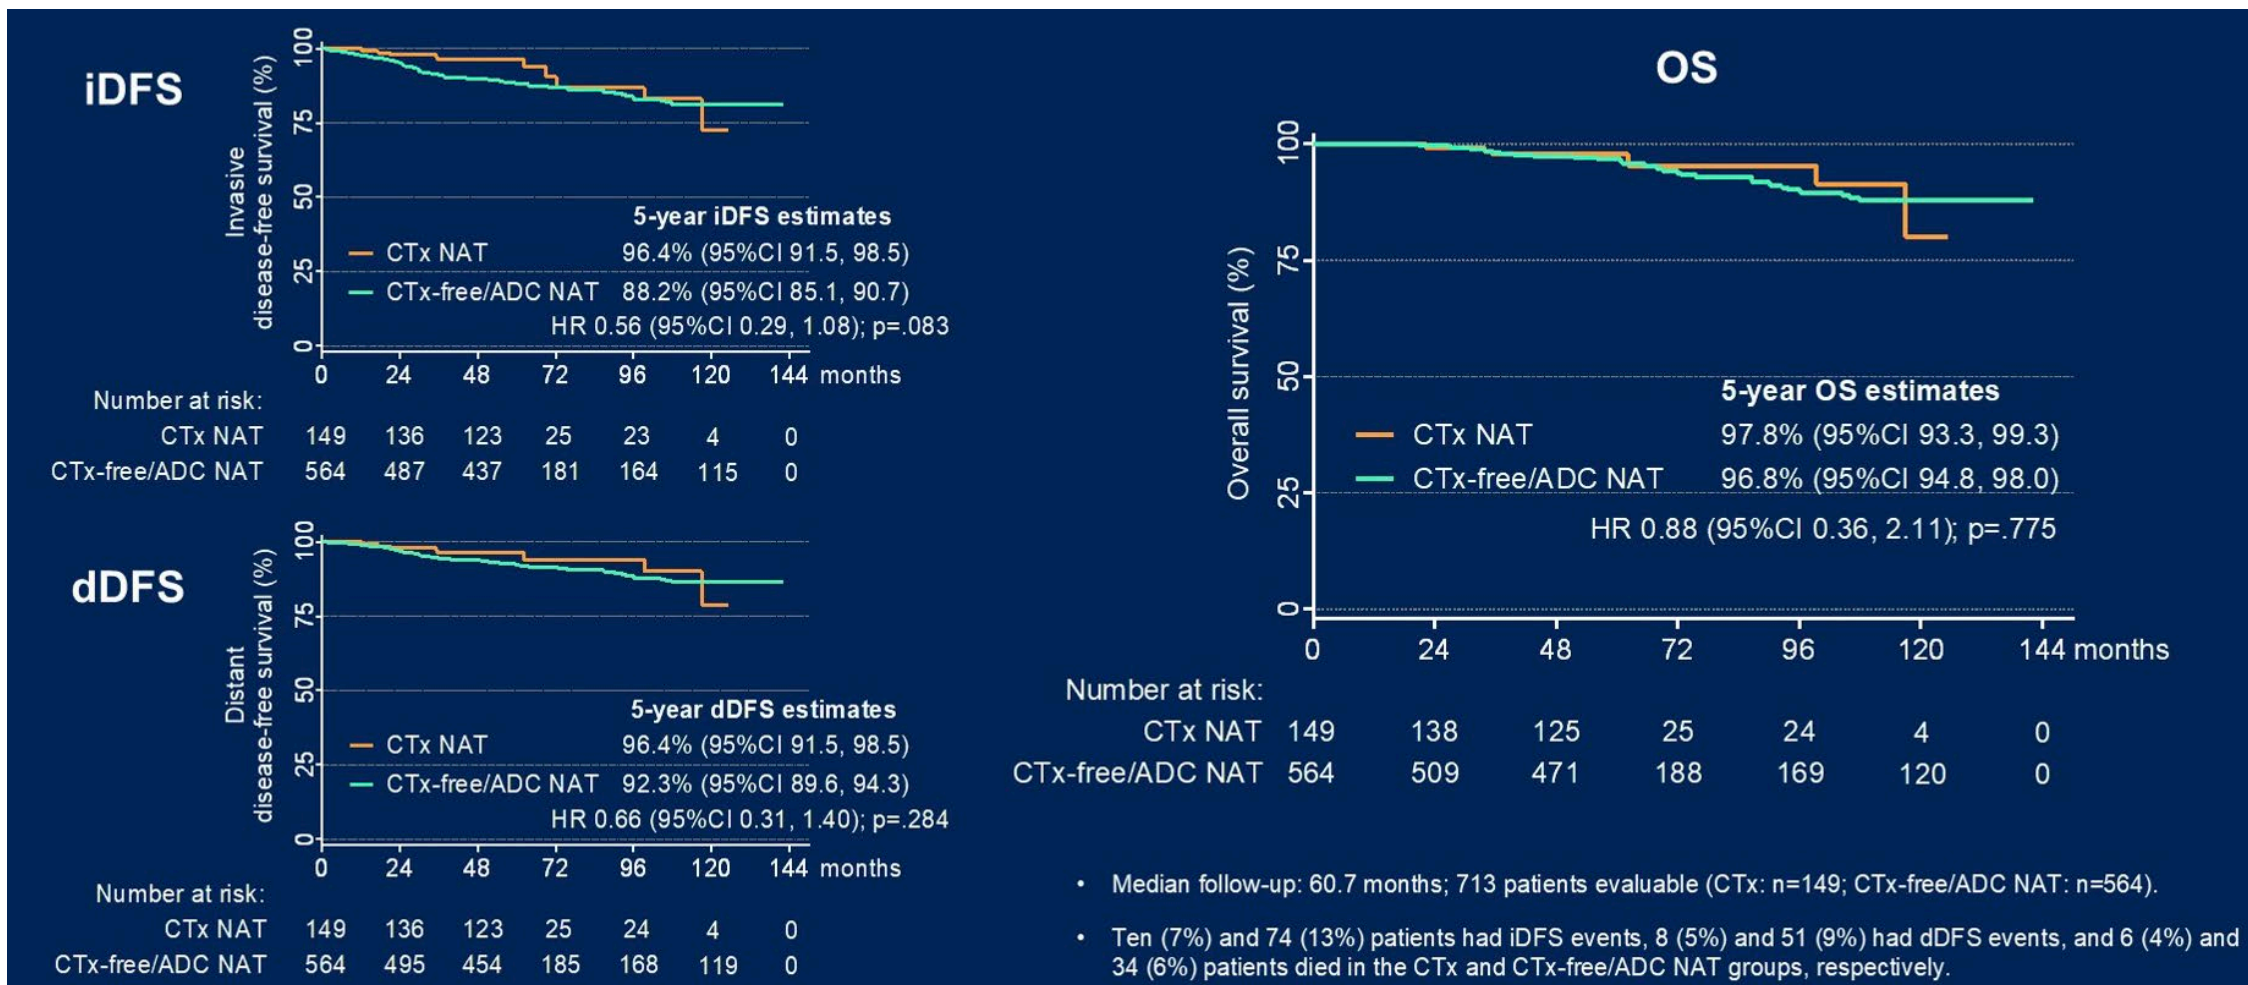 iDFS
Invasive
disease-free survival (%)
100
75
50
25
0
5-year iDFS estimates
CTx NAT 96.4% (95%CI 91.5, 98.5)
CTx-free/ADC NAT 88.2% (95%CI 85.1, 90.7)
HR 0.56 (95%CI 0.29, 1.08); p=.083
0 24 48 72 96 120 144 months
Number at risk:
CTx NAT 149 136 123 25 23 4 0
CTx-free/ADC NAT 564 487 437 181 164 115 0
dDFS
Distant
disease-free survival (%)
100
75
50
25
0
5-year dDFS estimates
CTx NAT 96.4% (95%CI 91.5, 98.5)
CTx-free/ADC NAT 92.3% (95%CI 89.6, 94.3)
HR 0.66 (95%CI 0.31, 1.40); p=.284
0 24 48 72 96 120 144 months
Number at risk:
CTx NAT 149 136 123 25 24 4 0
CTx-free/ADC NAT 564 495 454 185 168 119 0
OS
Overall survival (%)
100
75
50
25
0
5-year OS estimates
CTx NAT 97.8% (95%CI 93.3, 99.3)
CTx-free/ADC NAT 96.8% (95%CI 94.8, 98.0)
HR 0.88 (95%CI 0.36, 2.11); p=.775
0 24 48 72 96 120 144 months
Number at risk:
CTx NAT 149 138 125 25 24 4 0
CTx-free/ADC NAT 564 509 471 188 169 120 0
• Median follow-up: 60.7 months; 713 patients evaluable (CTx: n=149; CTx-free/ADC NAT: n=564).
• Ten (7%) and 74 (13%) patients had iDFS events, 8 (5%) and 51 (9%) had dDFS events, and 6 (4%) and
34 (6%) patients died in the CTx and CTx-free/ADC NAT groups, respectively.